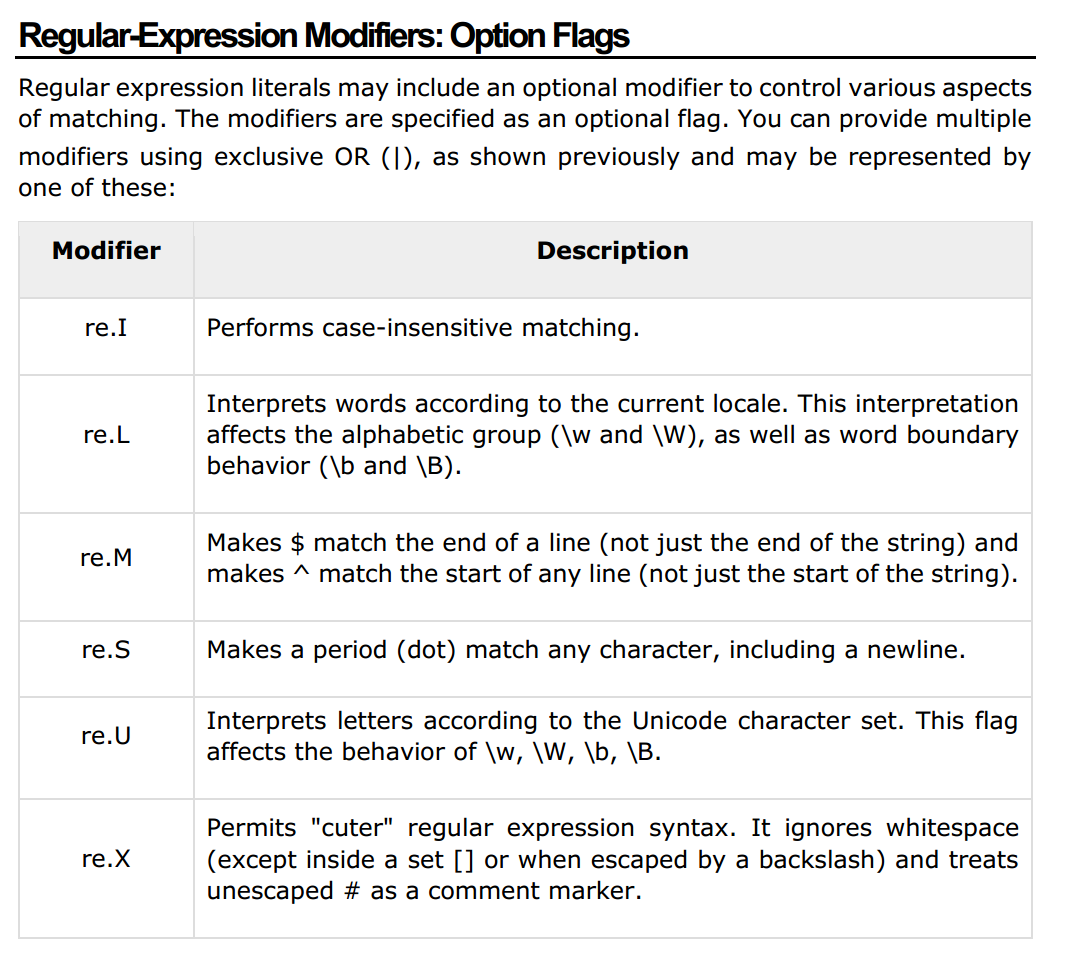 Regular-Expression Modifiers: Option Flags
Regular expression literals may include an optional modifier to control various aspects
of matching. The modifiers are specified as an optional flag. You can provide multiple
modifiers using exclusive OR (|), as shown previously and may be represented by
one of these:
Modifier Description
re.I Performs case-insensitive matching.
Interprets words according to the current locale. This interpretation
re.L affects the alphabetic group (\w and \W), as well as word boundary
behavior (\b and \B).
re.M Makes $ match the end of a line (not just the end of the string) and
makes ^ match the start of any line (not just the start of the string).
re.S Makes a period (dot) match any character, including a newline.
re.U Interprets letters according to the Unicode character set. This flag
affects the behavior of \w, \W, \b, \B.
Permits "cuter" regular expression syntax. It ignores whitespace
re.X (except inside a set [] or when escaped by a backslash) and treats
unescaped # as a comment marker.